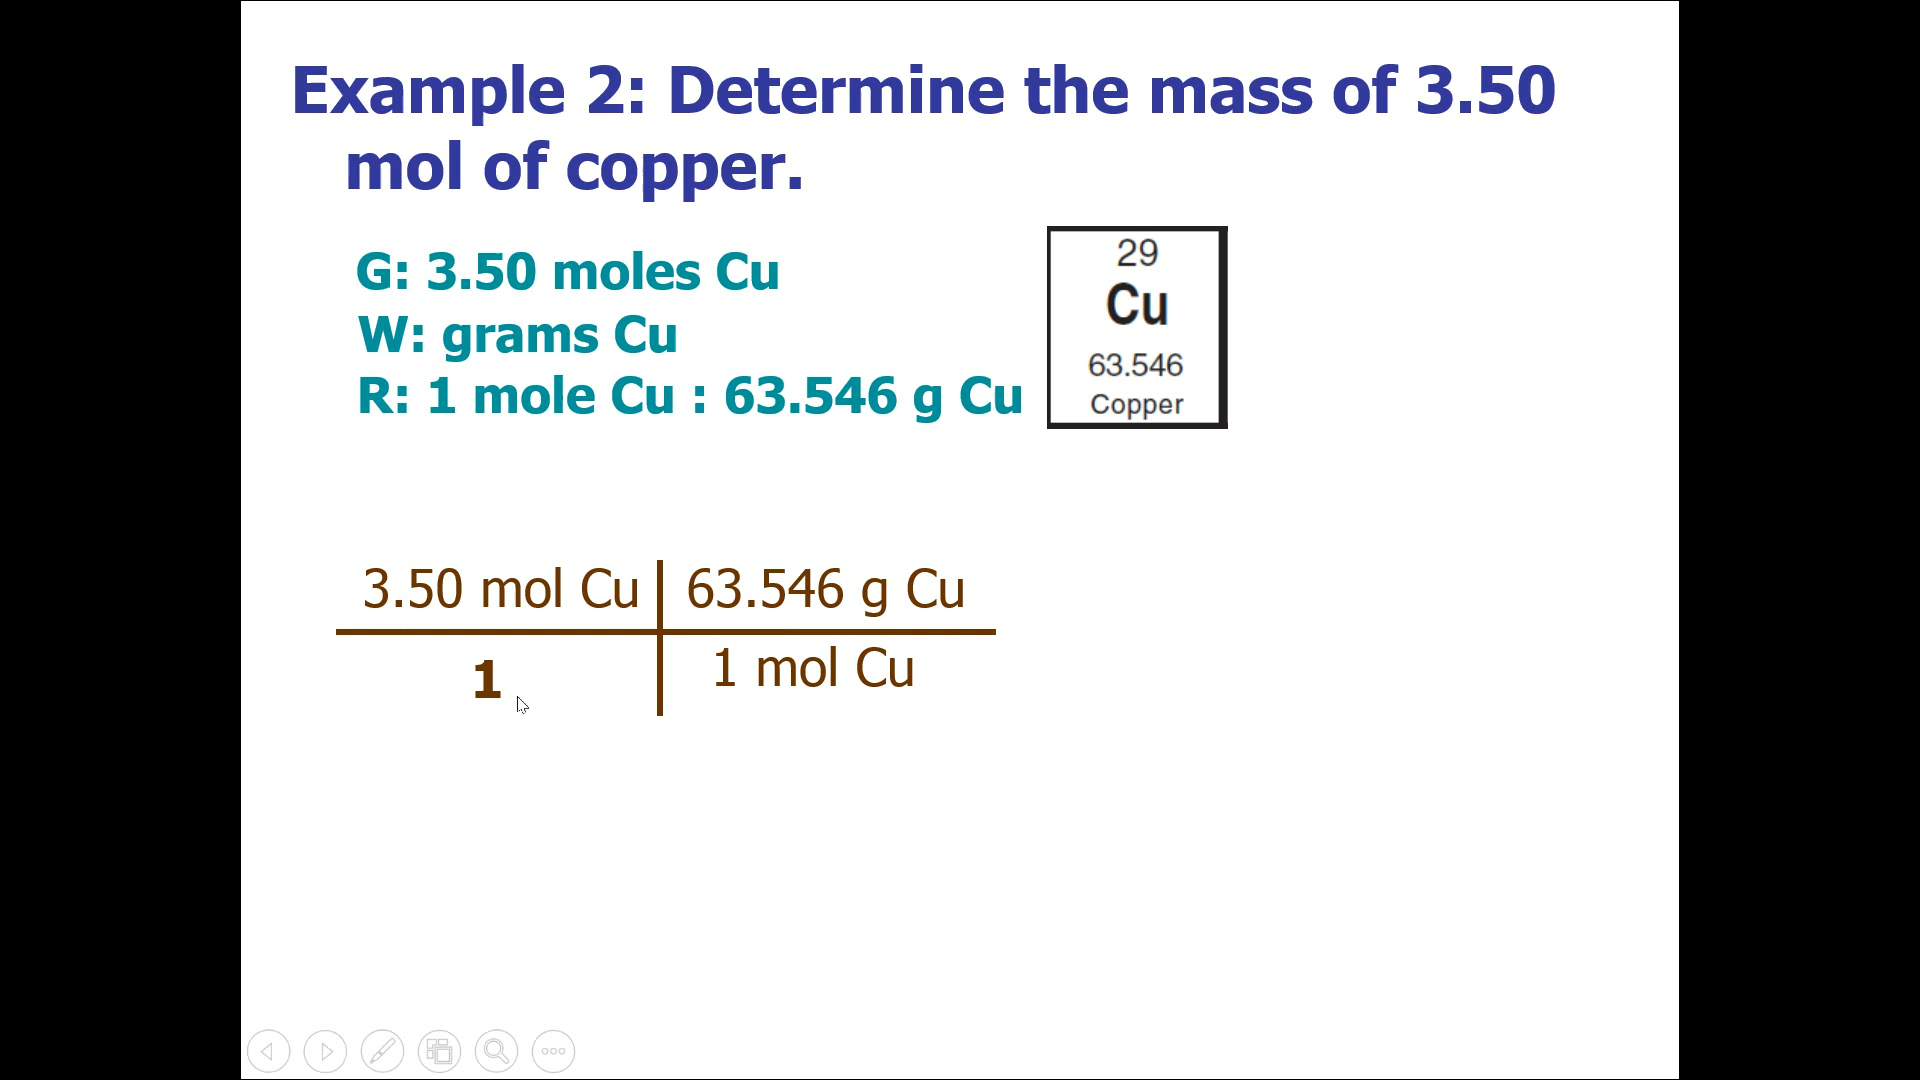 Example 2: Determine the mass of 3.50
mol of copper.
G: 3.50 moles Cu
W: grams Cu
R: 1 mole Cu : 63.546 g Cu
29
Cu
63.546
Copper
3.50 mol Cu
63.546 g Cu
1
1 mol Cu